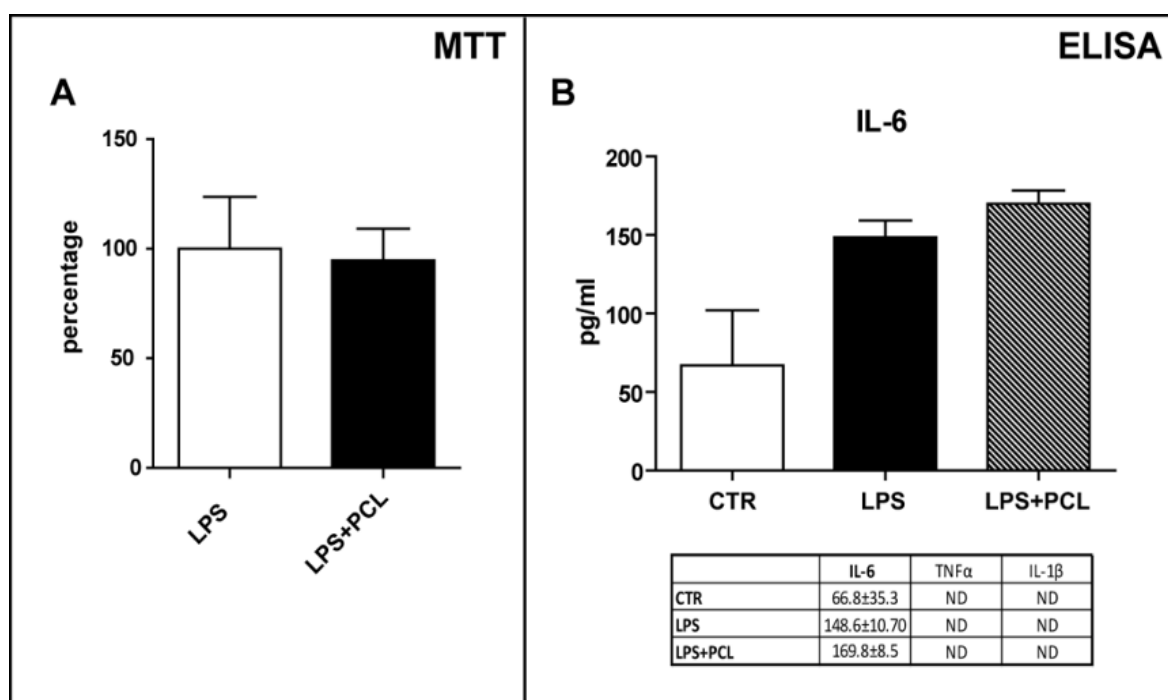 MTT
A
150
100
50
0
percentage
LPS
LPS+PCL
ELISA
B
IL-6
200
150
100
50
0
pg/ml
CTR
LPS
LPS+PCL
IL-6 TNFα IL-1β
CTR 66.8±35.3 ND ND
LPS 148.6±10.70 ND ND
LPS+PCL 169.8±8.5 ND ND